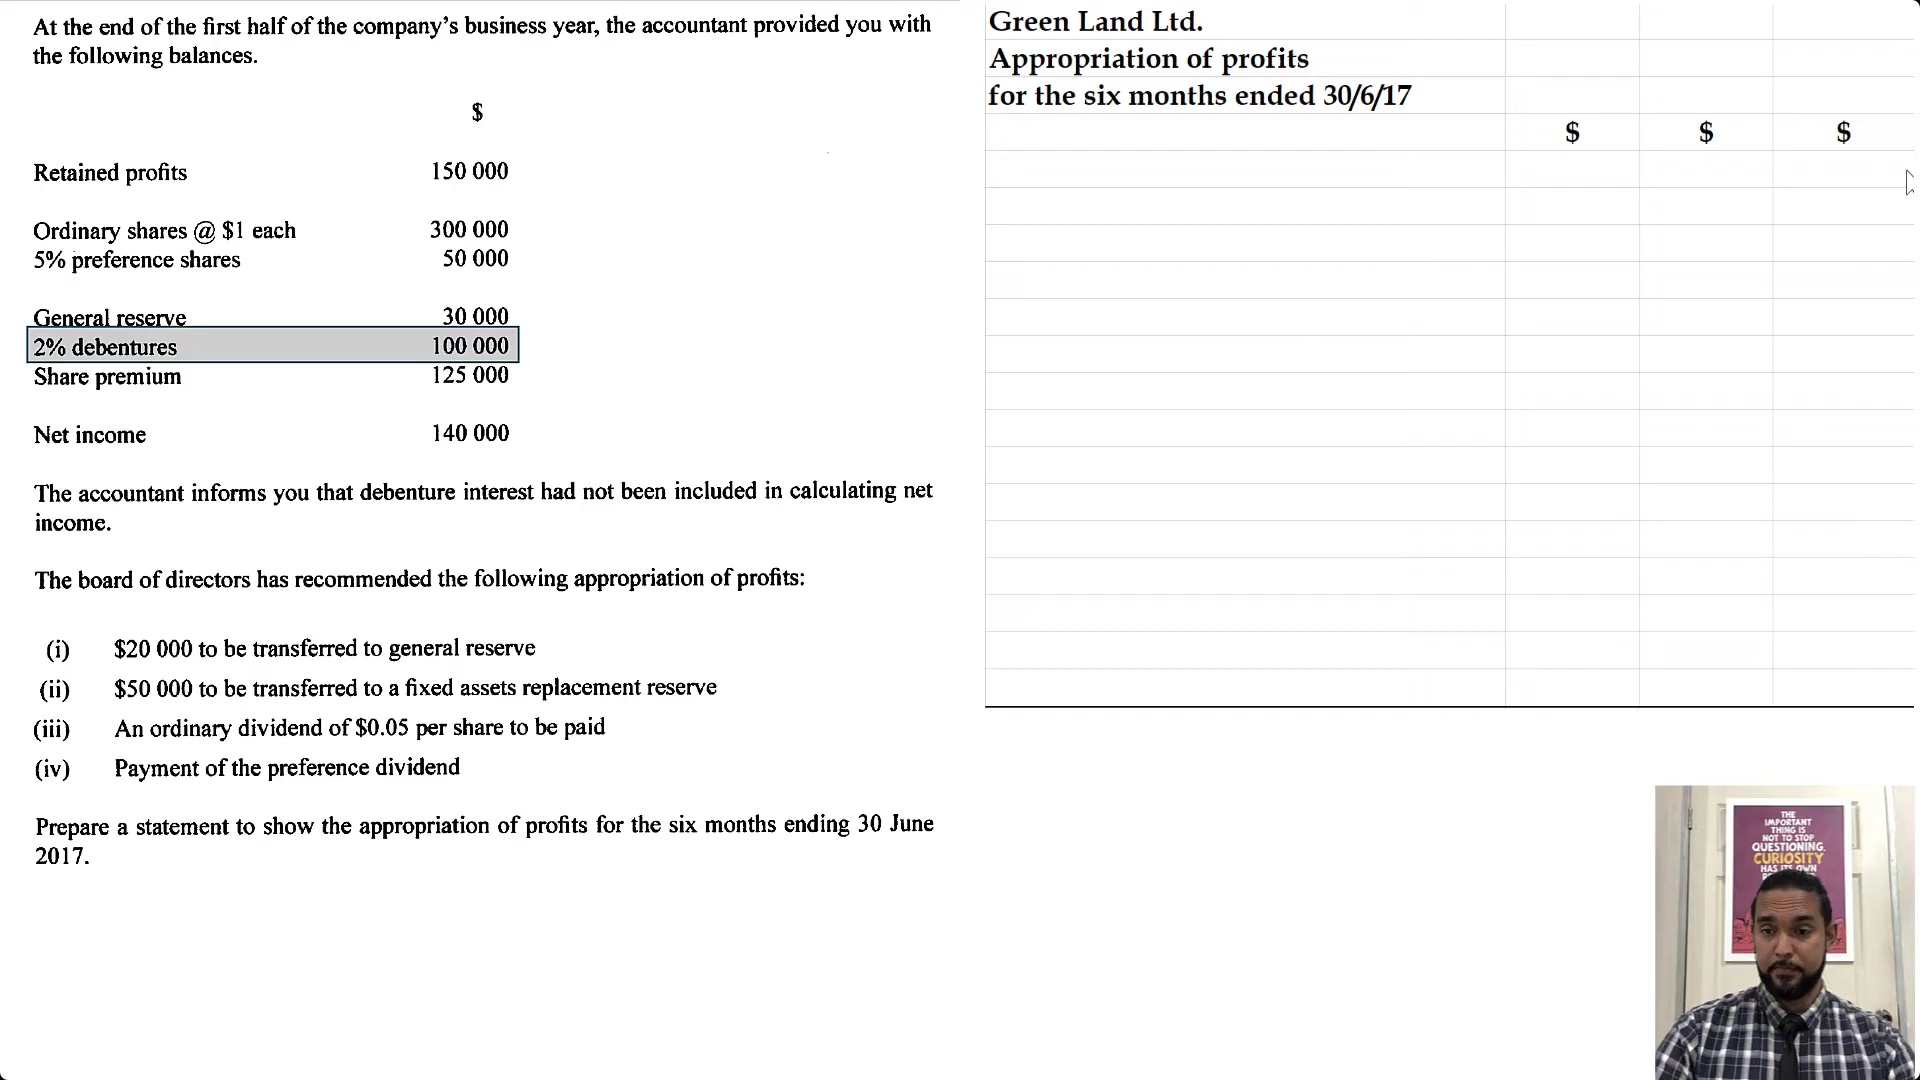 At the end of the first half of the company's business year, the accountant provided you with
the following balances.
$
Retained profits 150 000
Ordinary shares @ $1 each 300 000
5% preference shares 50 000
General reserve 30 000
2% debentures 100 000
Share premium 125 000
Net income 140 000
The accountant informs you that debenture interest had not been included in calculating net
income.
The board of directors has recommended the following appropriation of profits:
(i) $20 000 to be transferred to general reserve
(ii) $50 000 to be transferred to a fixed assets replacement reserve
(iii) An ordinary dividend of $0.05 per share to be paid
(iv) Payment of the preference dividend
Prepare a statement to show the appropriation of profits for the six months ending 30 June
2017.
Green Land Ltd.
Appropriation of profits
for the six months ended 30/6/17
$ $ $
THE
IMPORTANT
THING IS
NOT TO STOP
QUESTIONING.
CURIOSITY
HAS ITS OWN